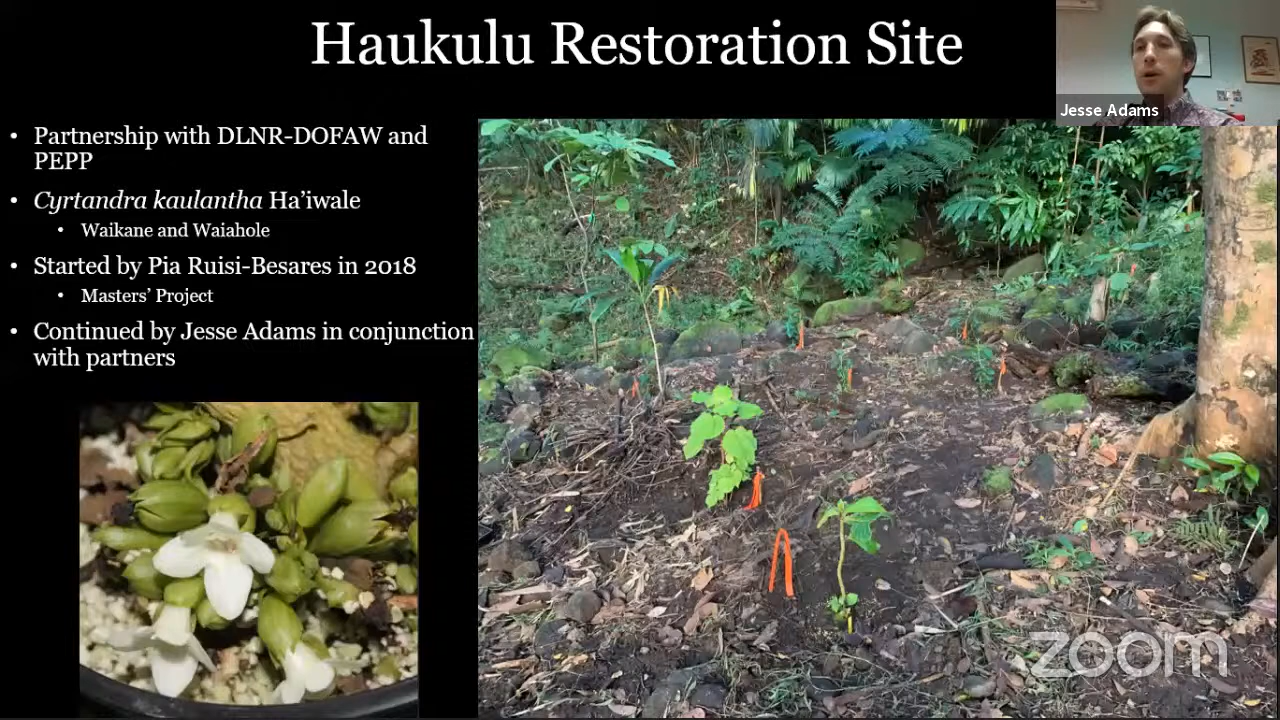 Haukulu Restoration Site
Jesse Adams
• Partnership with DLNR-DOFAW and
PEPP
• Cyrtandra kaulantha Ha'iwale
• Waikane and Waiahole
• Started by Pia Ruisi-Besares in 2018
• Masters' Project
• Continued by Jesse Adams in conjunction
with partners
zoom